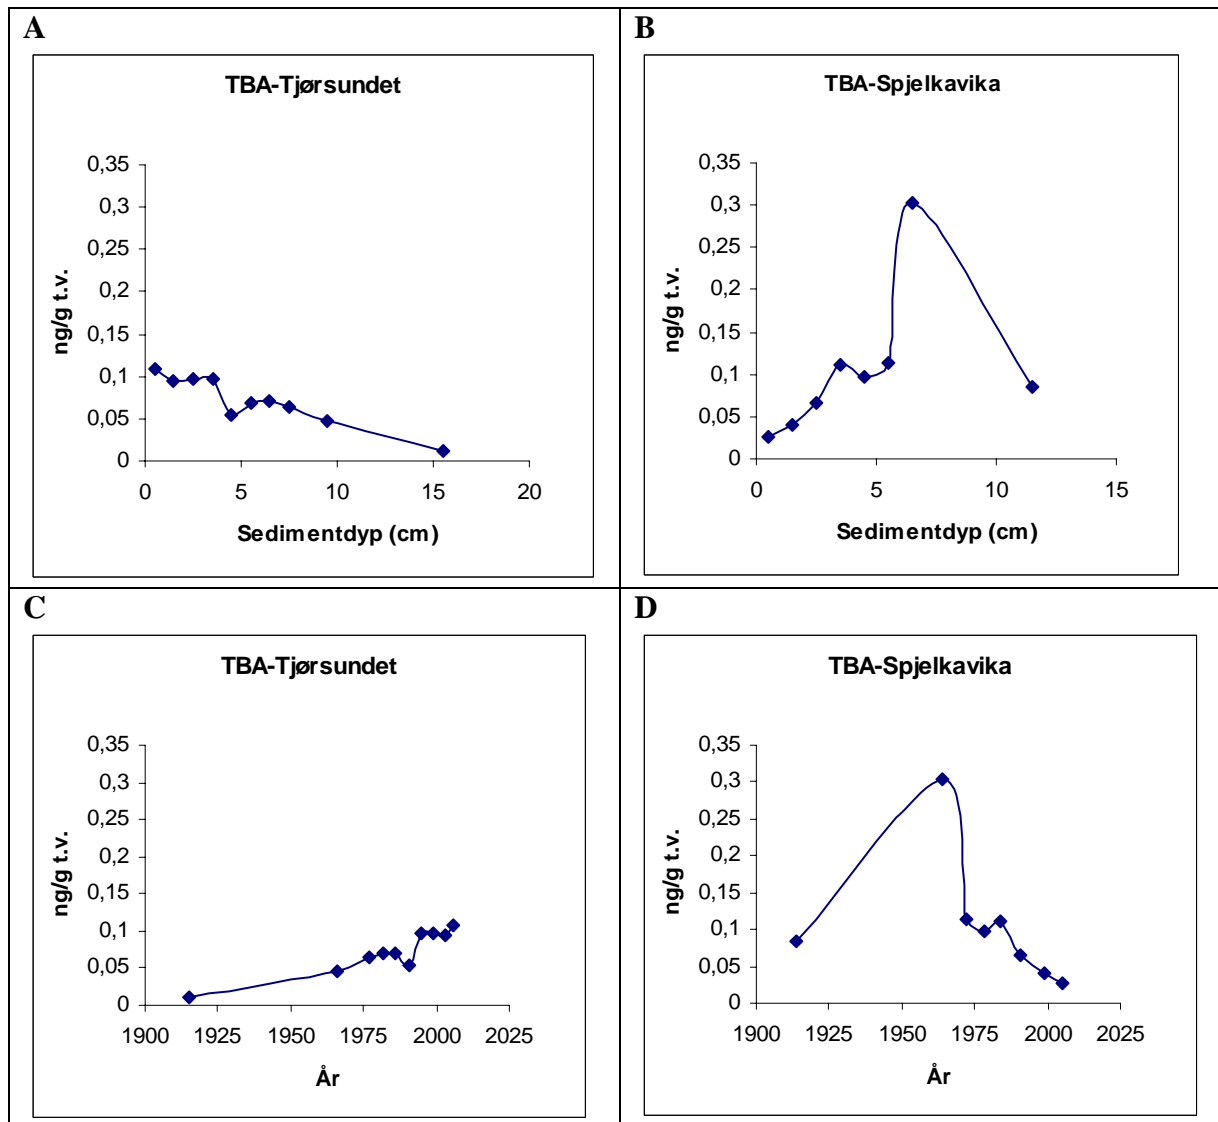 A
TBA-Tjørsundet
0,35
0,3
0,25
0,2
0,15
0,1
0,05
0
ng/g t.v.
0 5 10 15 20
Sedimentdyp (cm)
B
TBA-Spjelkavika
0,35
0,3
0,25
0,2
0,15
0,1
0,05
0
ng/g t.v.
0 5 10 15
Sedimentdyp (cm)
C
TBA-Tjørsundet
0,35
0,3
0,25
0,2
0,15
0,1
0,05
0
ng/g t.v.
1900 1925 1950 1975 2000 2025
År
D
TBA-Spjelkavika
0,35
0,3
0,25
0,2
0,15
0,1
0,05
0
ng/g t.v.
1900 1925 1950 1975 2000 2025
År